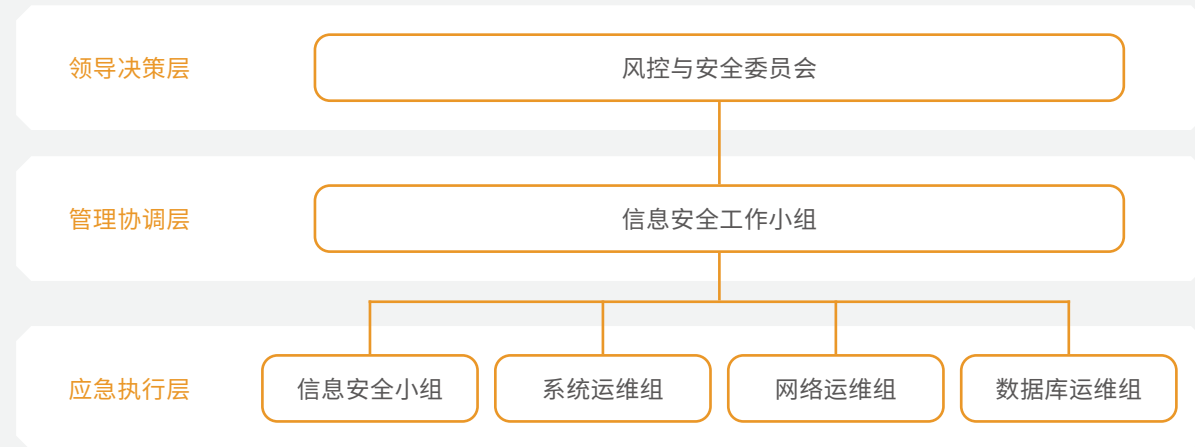 领导决策层
风控与安全委员会
管理协调层
信息安全工作小组
应急执行层
信息安全小组
系统运维组
网络运维组
数据库运维组